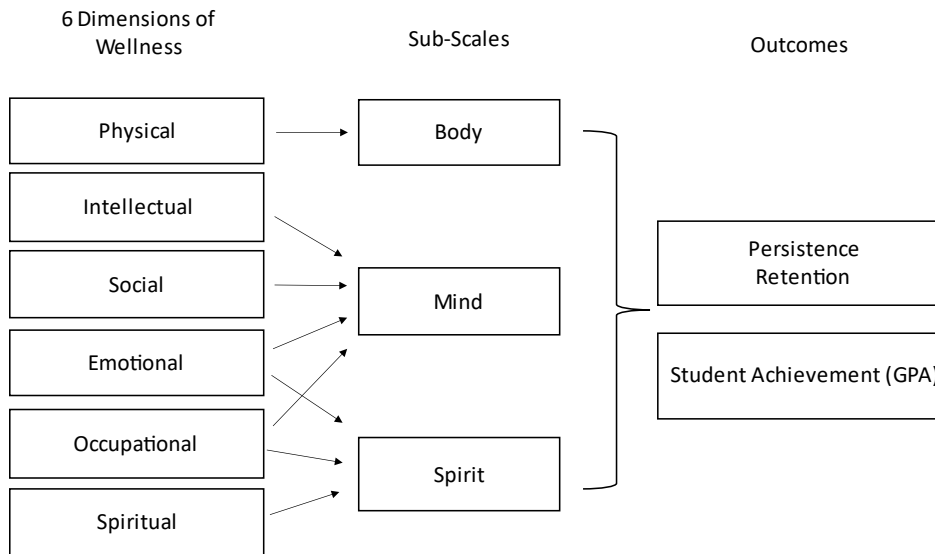 6 Dimensions of
Wellness
Sub-Scales
Outcomes
Physical
Body
Intellectual
Social
Mind
Emotional
Occupational
Spirit
Spiritual
Persistence
Retention
Student Achievement (GPA)